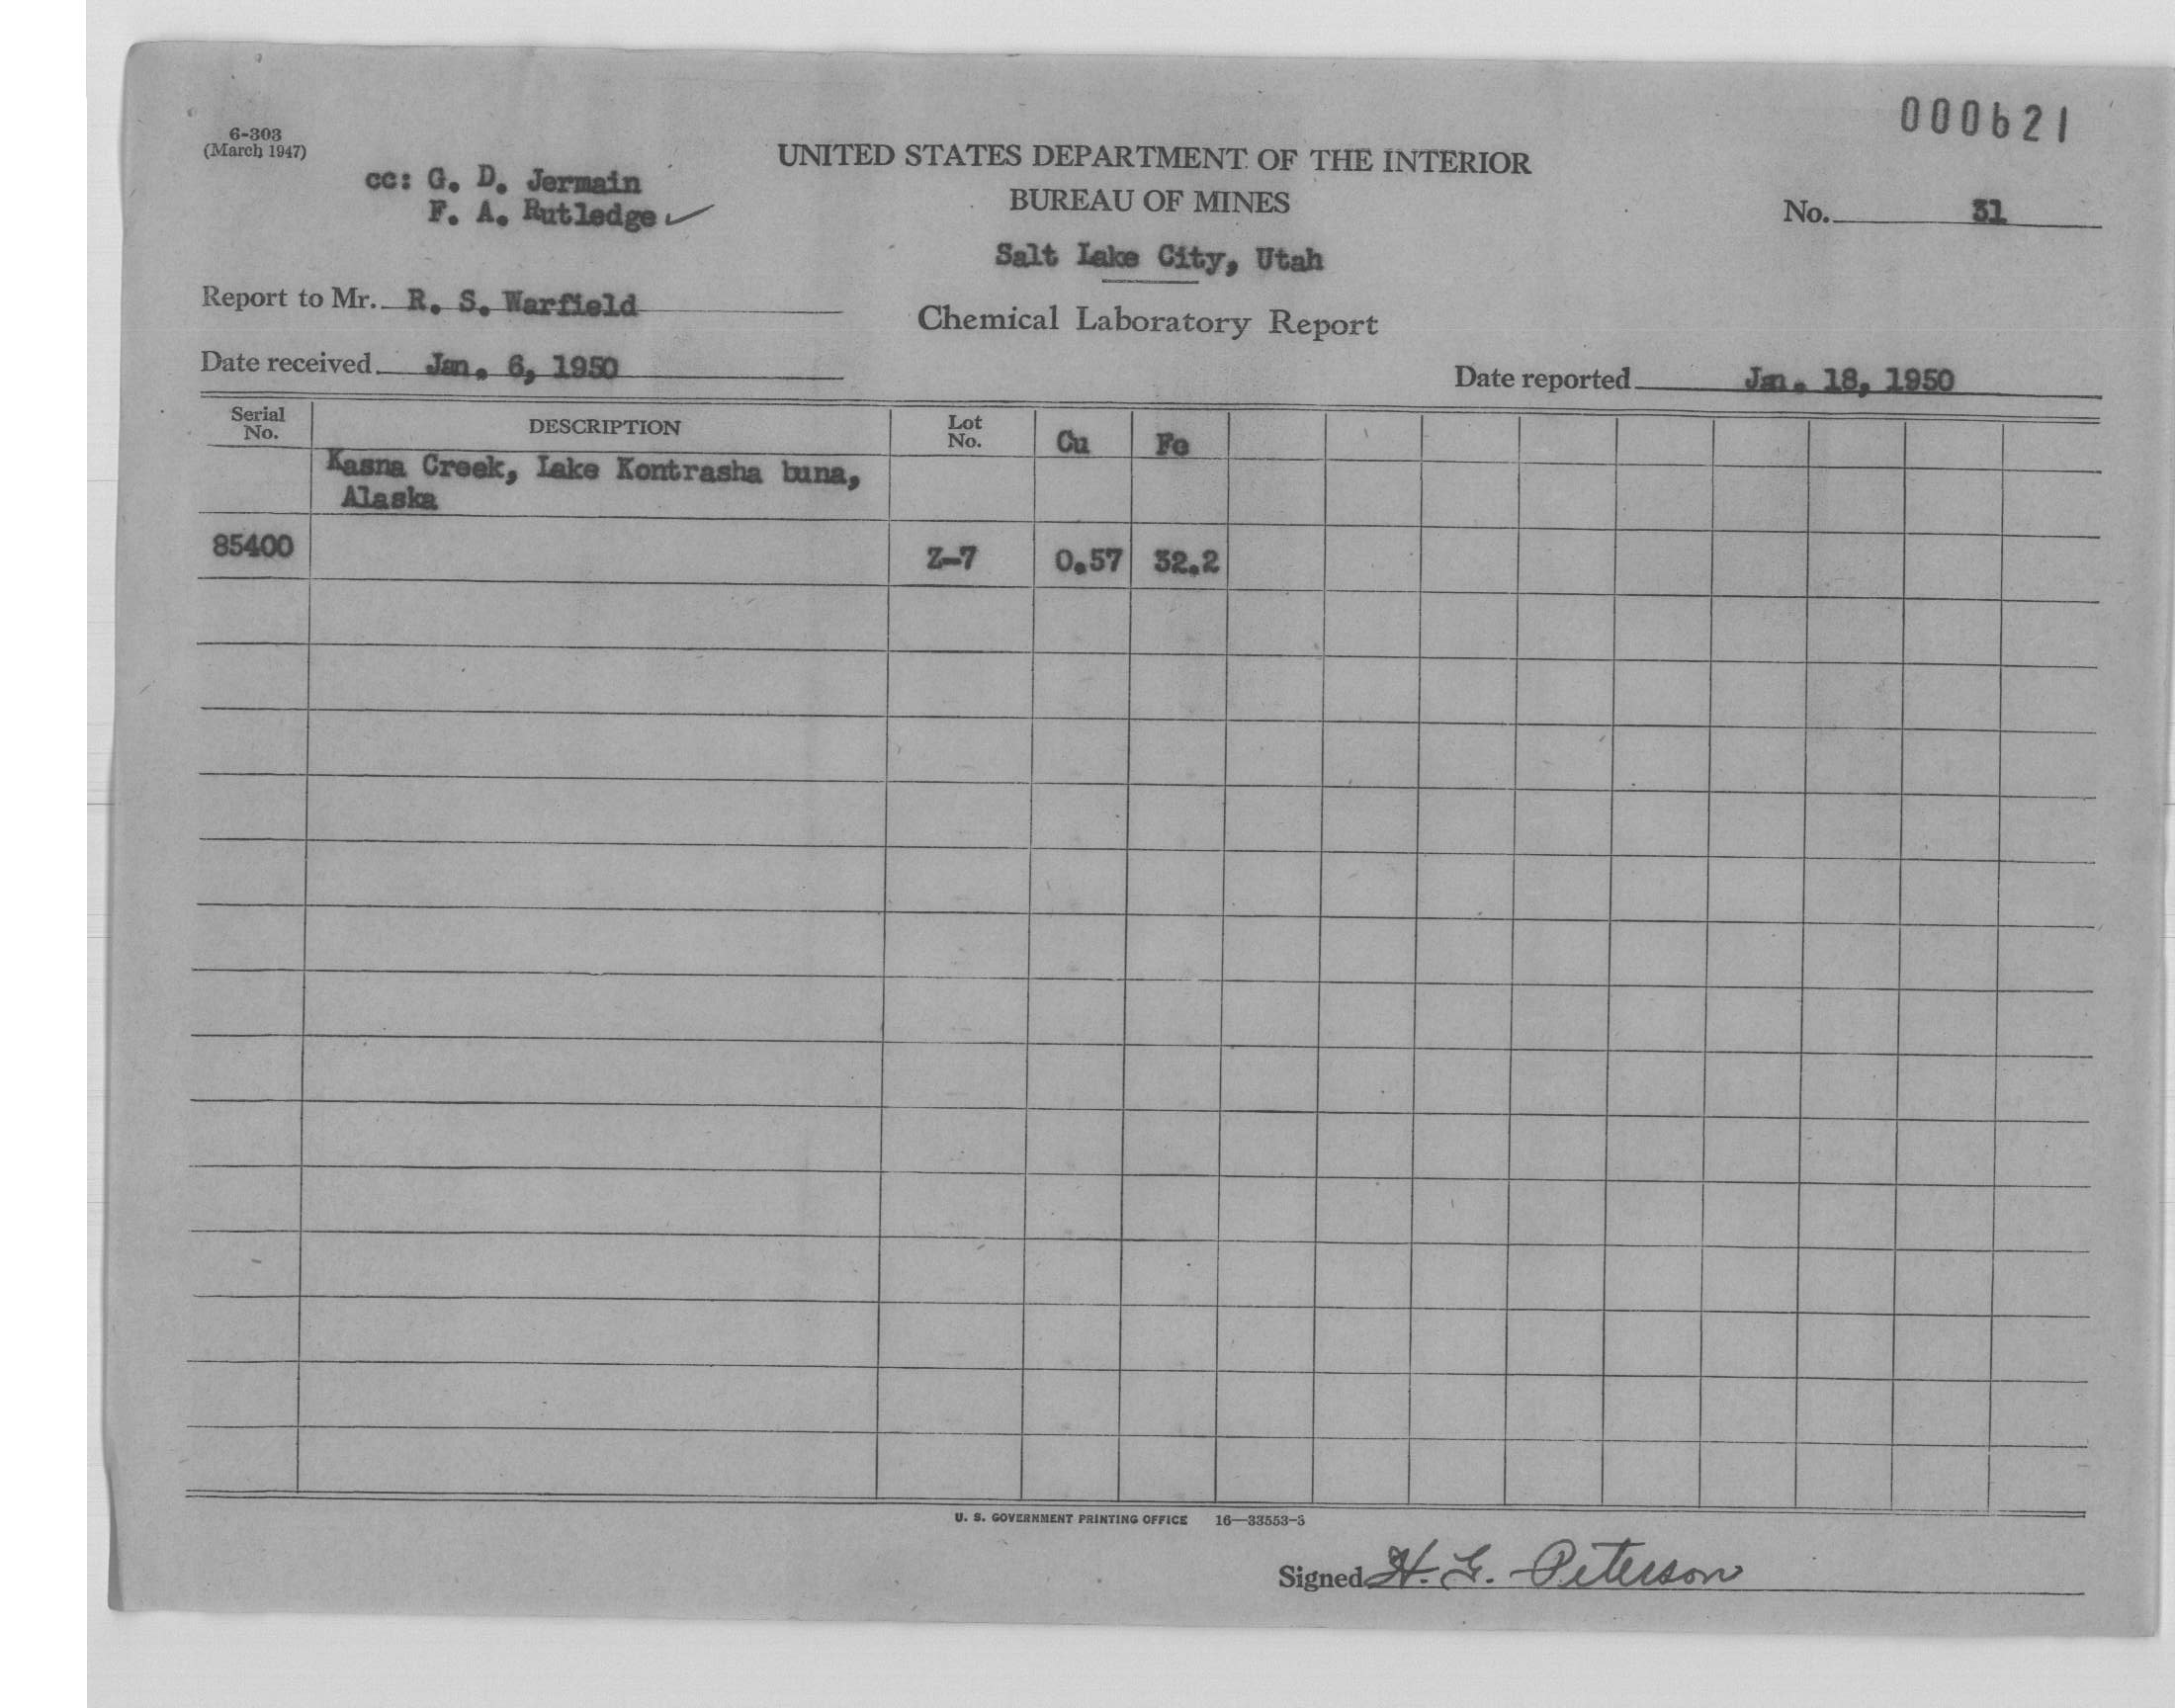 000621
6-303
(March 1947)
cc: G. D. Jermain
F. A. Rutledge
UNITED STATES DEPARTMENT OF THE INTERIOR
BUREAU OF MINES
Salt Lake City, Utah
No. 31
Report to Mr. R. S. Warfield
Chemical Laboratory Report
Date received Jan. 6, 1950
Date reported Jan. 18, 1950
Serial No. DESCRIPTION Lot No. Cu Fe
Kasna Creek, Lake Kontrasha buna,
Alaska
85400 Z-7 0.57 32.2
U. S. GOVERNMENT PRINTING OFFICE 16—33553-3
Signed H. G. Peterson